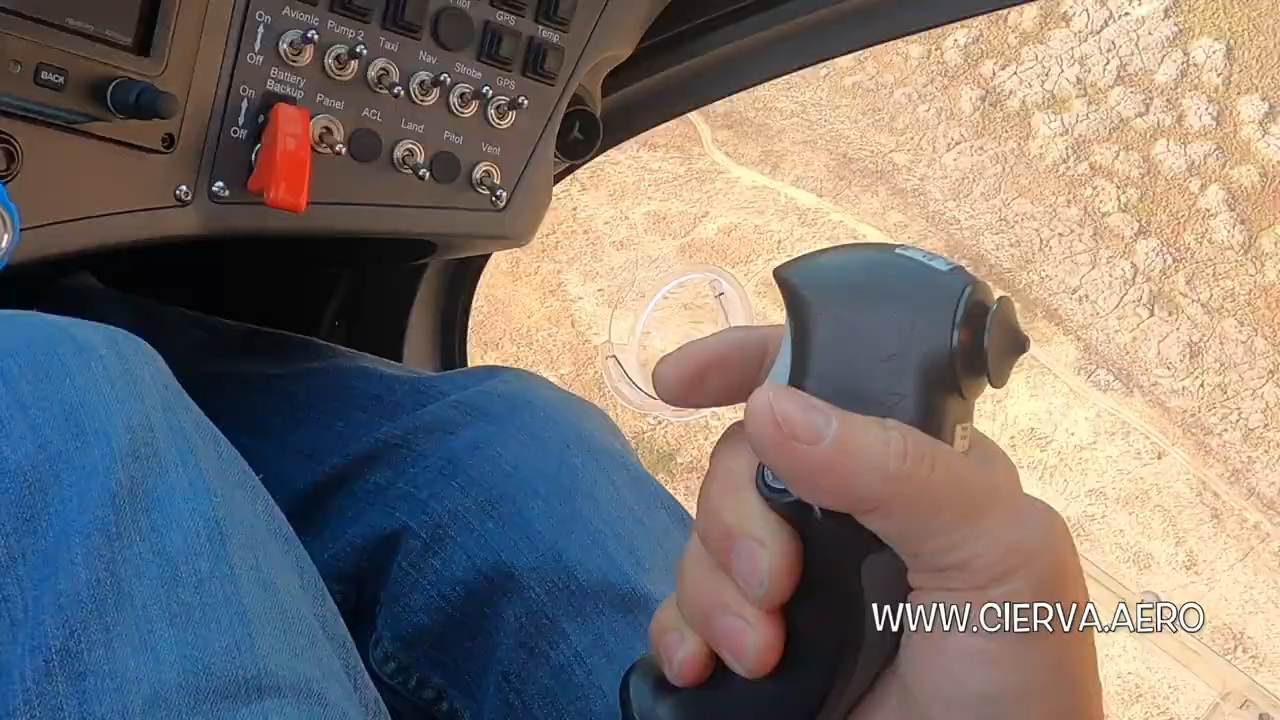 BACK
On
Off
Avionic
Pump 2
Taxi
Nav
Strobe
GPS
GPS
Temp
Battery
Backup
On
Off
Panel
ACL
Land
Pitot
Vent
WWW.CIERVA.AERO